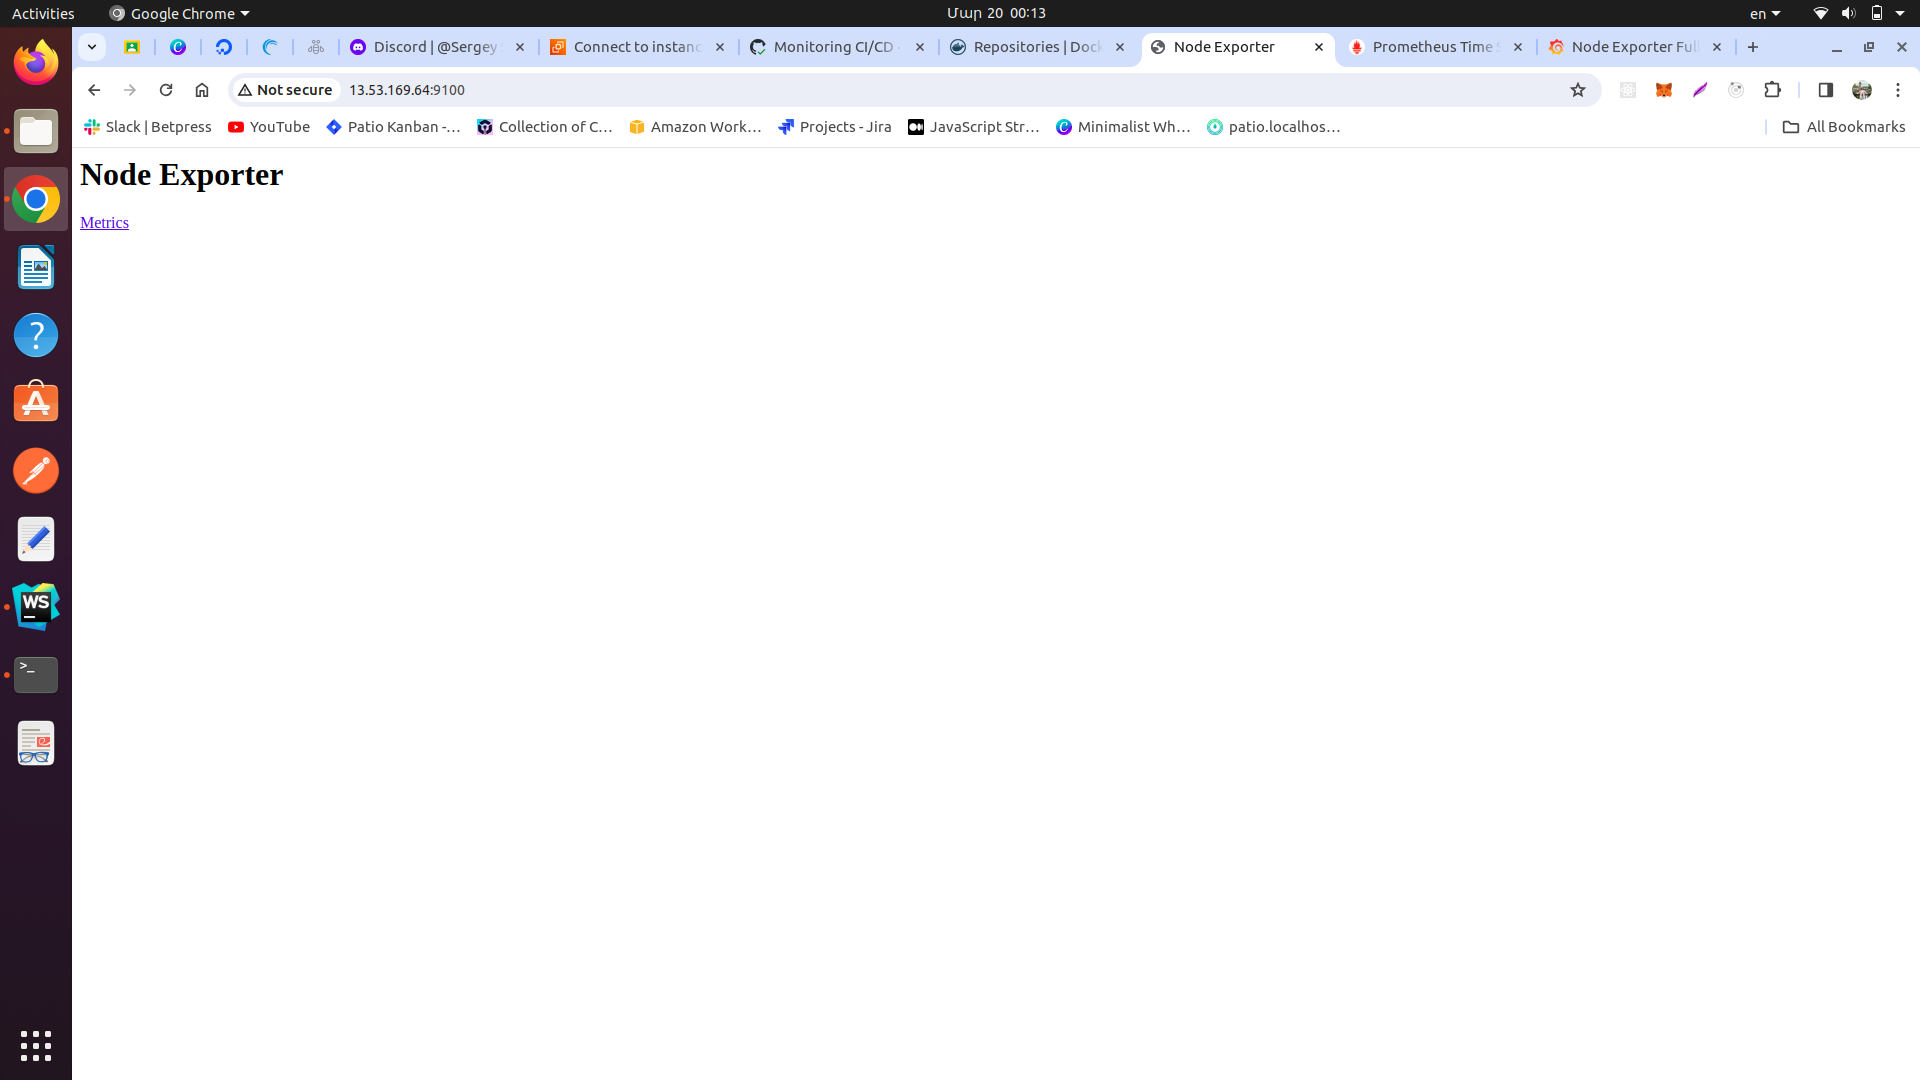 Activities Google Chrome Մար 20 00:13 en
Discord | @Sergey Connect to instanc Monitoring CI/CD Repositories | Dock Node Exporter Prometheus Time S Node Exporter Full
Not secure 13.53.169.64:9100
Slack | Betpress YouTube Patio Kanban -... Collection of C... Amazon Work... Projects - Jira JavaScript Str... Minimalist Wh... patio.localhos... All Bookmarks
Node Exporter
Metrics
WS
>_